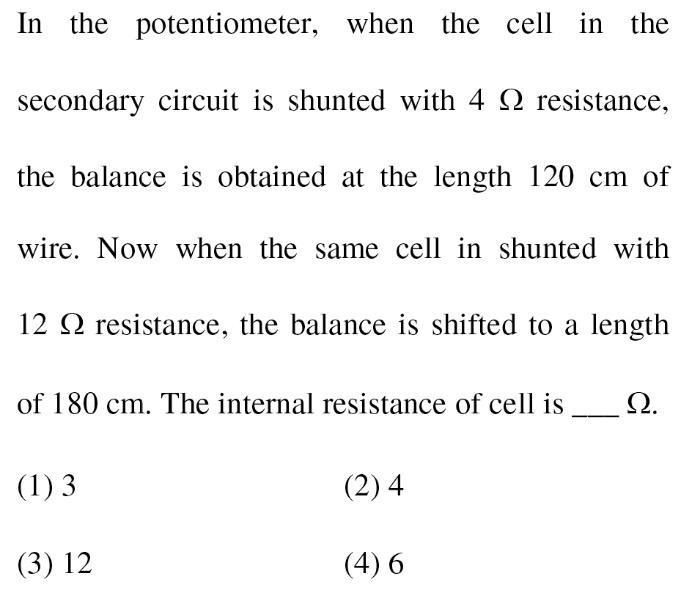 In the potentiometer, when the cell in the
secondary circuit is shunted with 4 Ω resistance,
the balance is obtained at the length 120 cm of
wire. Now when the same cell in shunted with
12 Ω resistance, the balance is shifted to a length
of 180 cm. The internal resistance of cell is ___ Ω.
(1) 3 (2) 4
(3) 12 (4) 6